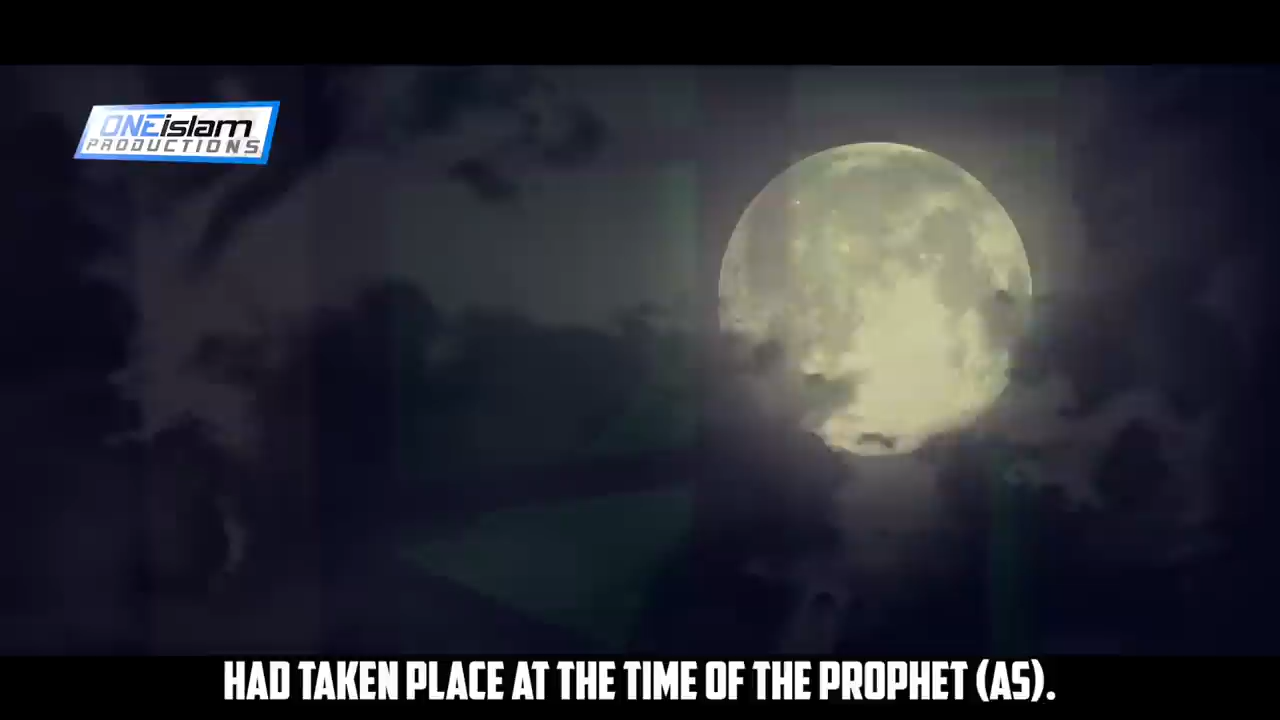 ONEislam
PRODUCTIONS
HAD TAKEN PLACE AT THE TIME OF THE PROPHET (AS).